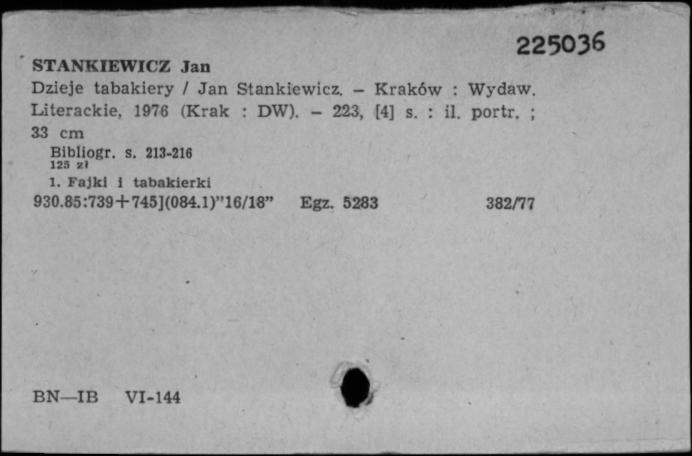 225036
STANKIEWICZ Jan
Dzieje tabakiery / Jan Stankiewicz. – Kraków : Wydaw.
Literackie, 1976 (Krak : DW). – 223, [4] s. : il. portr. ;
33 cm
Bibliogr. s. 213-216
125 zł
1. Fajki i tabakierki
930.85:739+745](084.1)"16/18" Egz. 5283 382/77
BN—IB VI-144